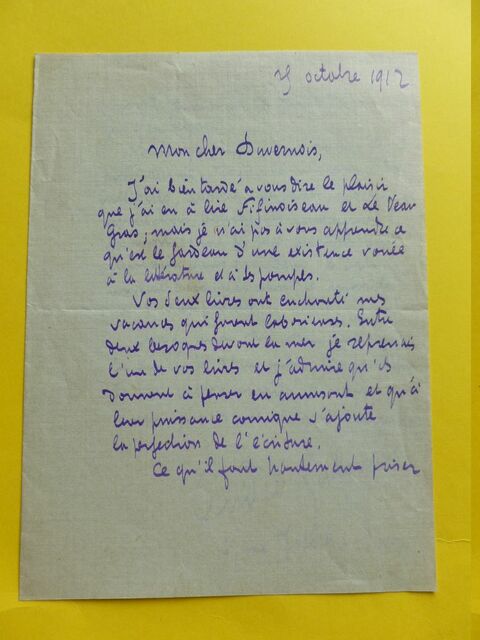 25 octobre 1912
Mon cher Duvernois,
J'ai bien tardé à vous dire le plaisir
que j'ai eu à lire Fifinoiseau et Le Veau
Gras, mais je n'ai pas à vous apprendre ce
qu'est le fardeau d'une existence vouée
à la littérature et à ses pompes.
Vos deux livres ont enchanté mes
vacances qui furent laborieuses. Entre
deux besognes devant la mer je reprenais
l'un de vos livres et j'admire qu'ils
donnent à penser en amusant et qu'à
leur puissance comique s'ajoute
la perfection de l'écriture.
Ce qu'il faut hautement priser